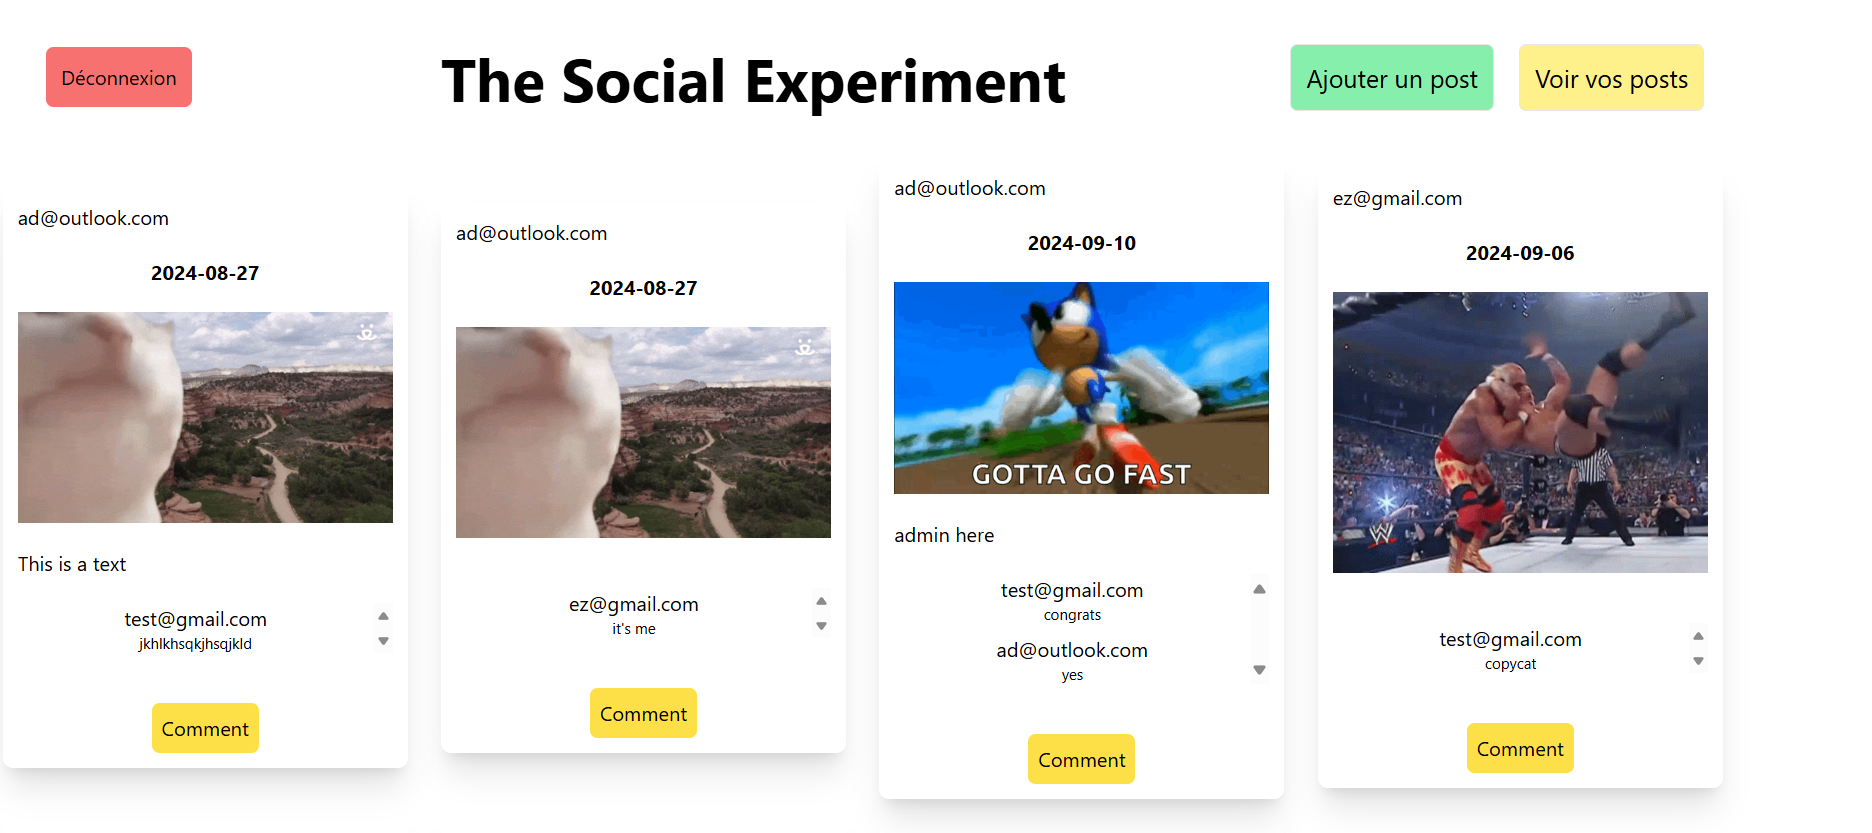 Déconnexion
The Social Experiment
Ajouter un post
Voir vos posts
ad@outlook.com
2024-08-27
This is a text
test@gmail.com
jkhlkhsqkjhsqjkld
Comment
ad@outlook.com
2024-08-27
ez@gmail.com
it's me
Comment
ad@outlook.com
2024-09-10
GOTTA GO FAST
admin here
test@gmail.com
congrats
ad@outlook.com
yes
Comment
ez@gmail.com
2024-09-06
W
test@gmail.com
copycat
Comment